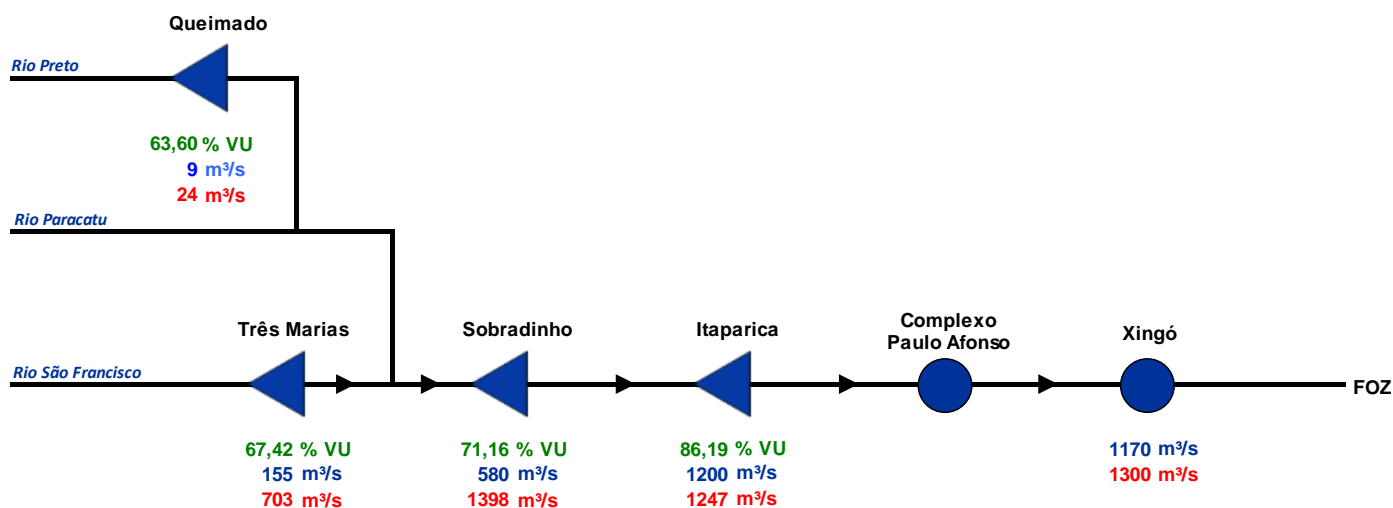 Queimado
Rio Preto
63,60 % VU
9 m³/s
24 m³/s
Rio Paracatu
Três Marias
Sobradinho
Itaparica
Complexo
Paulo Afonso
Xingó
Rio São Francisco
FOZ
67,42 % VU
155 m³/s
703 m³/s
71,16 % VU
580 m³/s
1398 m³/s
86,19 % VU
1200 m³/s
1247 m³/s
1170 m³/s
1300 m³/s